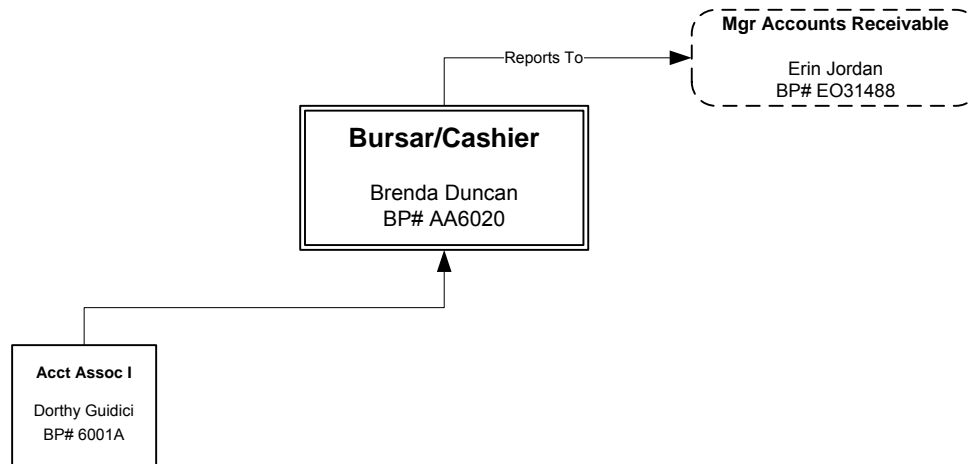 Mgr Accounts Receivable
Erin Jordan
BP# EO31488
Reports To
Bursar/Cashier
Brenda Duncan
BP# AA6020
Acct Assoc I
Dorthy Guidici
BP# 6001A